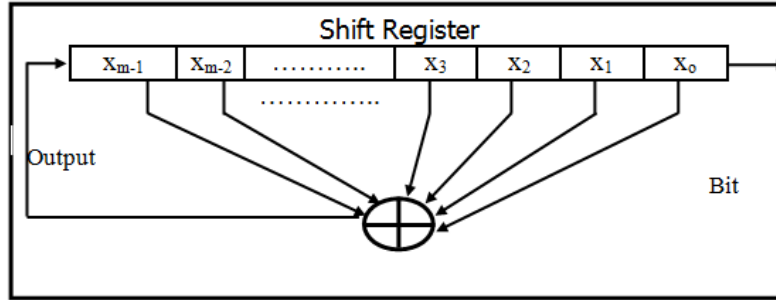 Shift Register
xₘ₋₁ xₘ₋₂ ……….. x₃ x₂ x₁ xₒ
…………..
Output
Bit